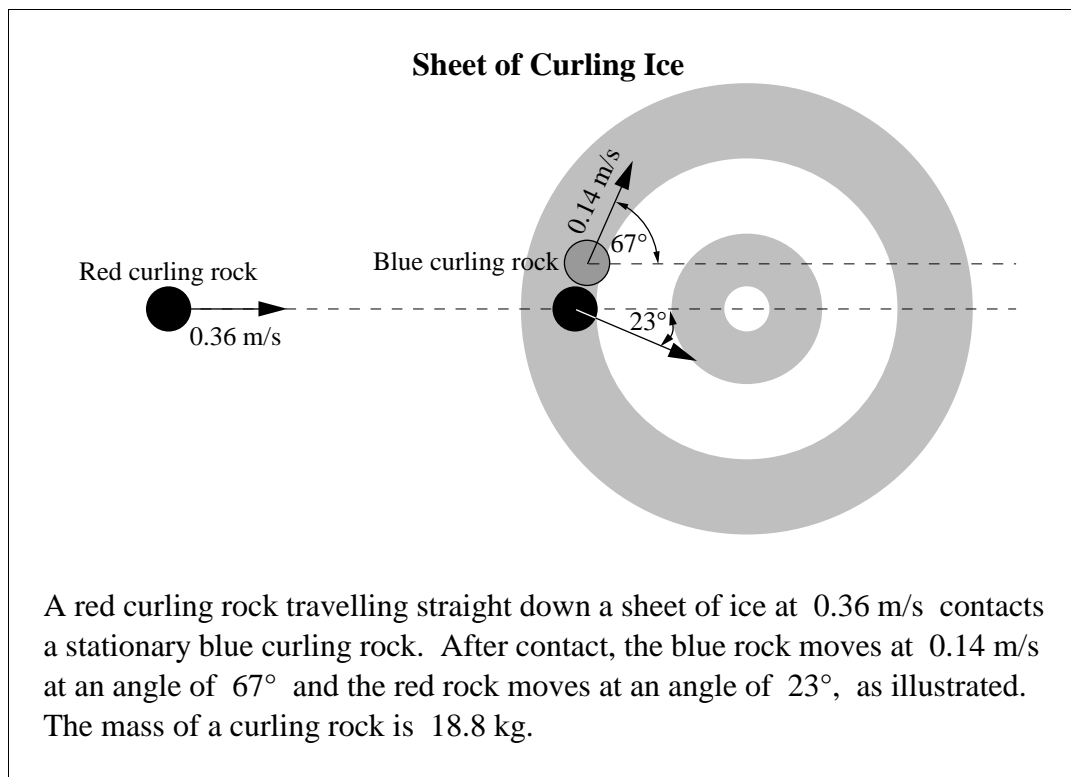 Sheet of Curling Ice
0.14 m/s
67°
Blue curling rock
Red curling rock
23°
0.36 m/s
A red curling rock travelling straight down a sheet of ice at 0.36 m/s contacts
a stationary blue curling rock. After contact, the blue rock moves at 0.14 m/s
at an angle of 67° and the red rock moves at an angle of 23°, as illustrated.
The mass of a curling rock is 18.8 kg.